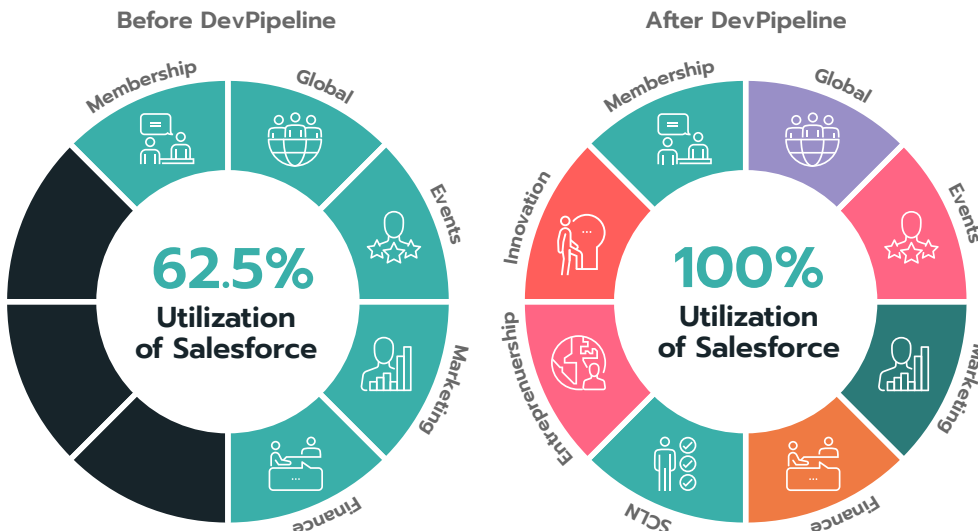 Before DevPipeline
Membership
Global
Events
Marketing
Finance
62.5%
Utilization
of Salesforce
After DevPipeline
Membership
Global
Events
Marketing
Finance
SCLN
Entreprenuership
Innovation
100%
Utilization
of Salesforce